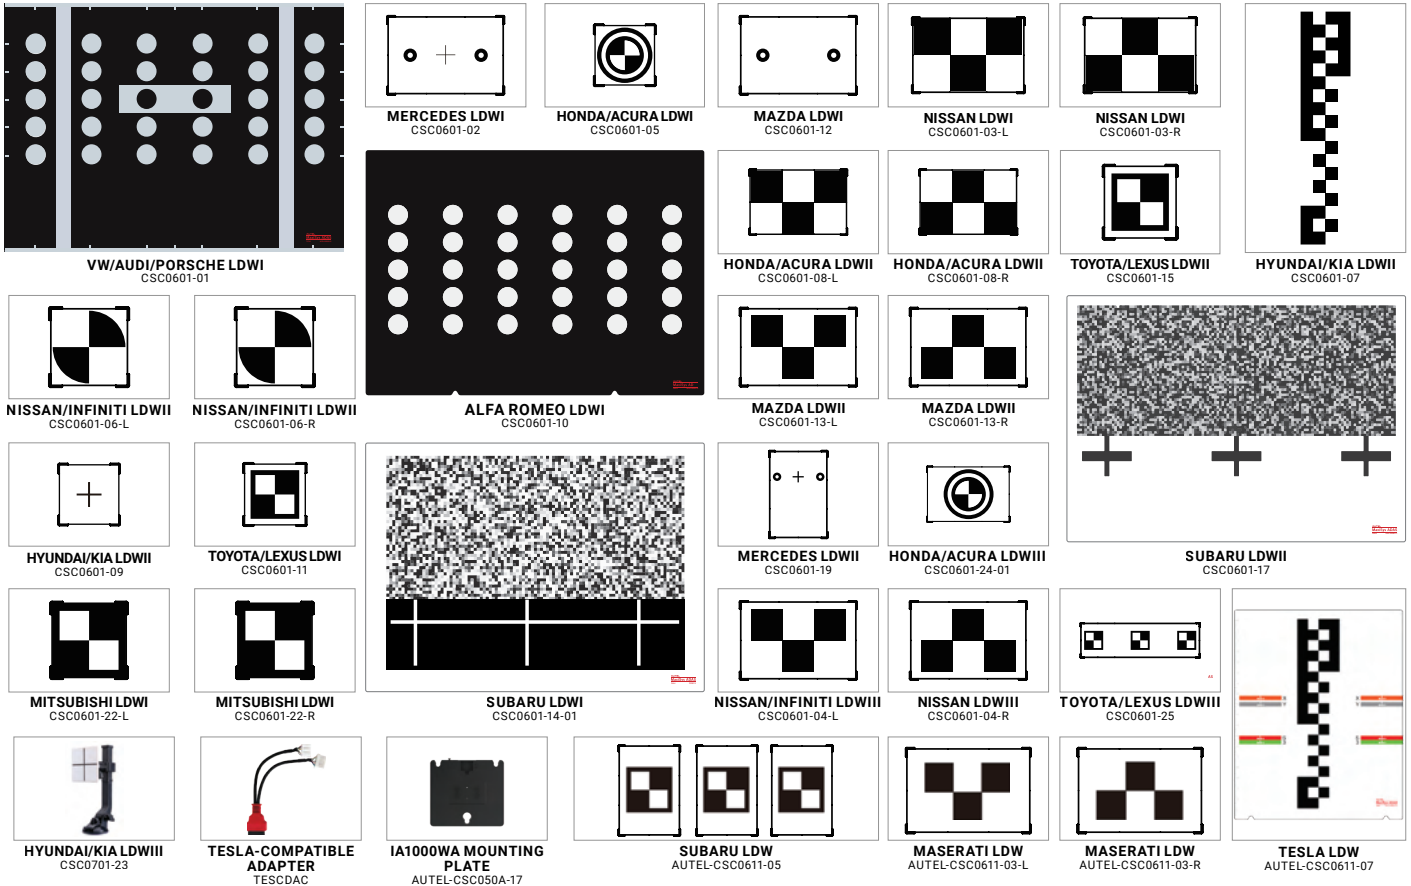 MERCEDES LDWI
CSC0601-02
HONDA/ACURA LDWI
CSC0601-05
MAZDA LDWI
CSC0601-12
NISSAN LDWI
CSC0601-03-L
NISSAN LDWI
CSC0601-03-R
VW/AUDI/PORSCHE LDWI
CSC0601-01
HONDA/ACURA LDWII
CSC0601-08-L
HONDA/ACURA LDWII
CSC0601-08-R
TOYOTA/LEXUS LDWII
CSC0601-15
HYUNDAI/KIA LDWII
CSC0601-07
NISSAN/INFINITI LDWII
CSC0601-06-L
NISSAN/INFINITI LDWII
CSC0601-06-R
ALFA ROMEO LDWI
CSC0601-10
MAZDA LDWII
CSC0601-13-L
MAZDA LDWII
CSC0601-13-R
HYUNDAI/KIA LDWII
CSC0601-09
TOYOTA/LEXUS LDWI
CSC0601-11
MERCEDES LDWII
CSC0601-19
HONDA/ACURA LDWIII
CSC0601-24-01
SUBARU LDWII
CSC0601-17
MITSUBISHI LDWI
CSC0601-22-L
MITSUBISHI LDWI
CSC0601-22-R
SUBARU LDWI
CSC0601-14-01
NISSAN/INFINITI LDWIII
CSC0601-04-L
NISSAN LDWIII
CSC0601-04-R
TOYOTA/LEXUS LDWIII
CSC0601-25
HYUNDAI/KIA LDWIII
CSC0701-23
TESLA-COMPATIBLE
ADAPTER
TESCDAC
IA1000WA MOUNTING
PLATE
AUTEL-CSC050A-17
SUBARU LDW
AUTEL-CSC0611-05
MASERATI LDW
AUTEL-CSC0611-03-L
MASERATI LDW
AUTEL-CSC0611-03-R
TESLA LDW
AUTEL-CSC0611-07